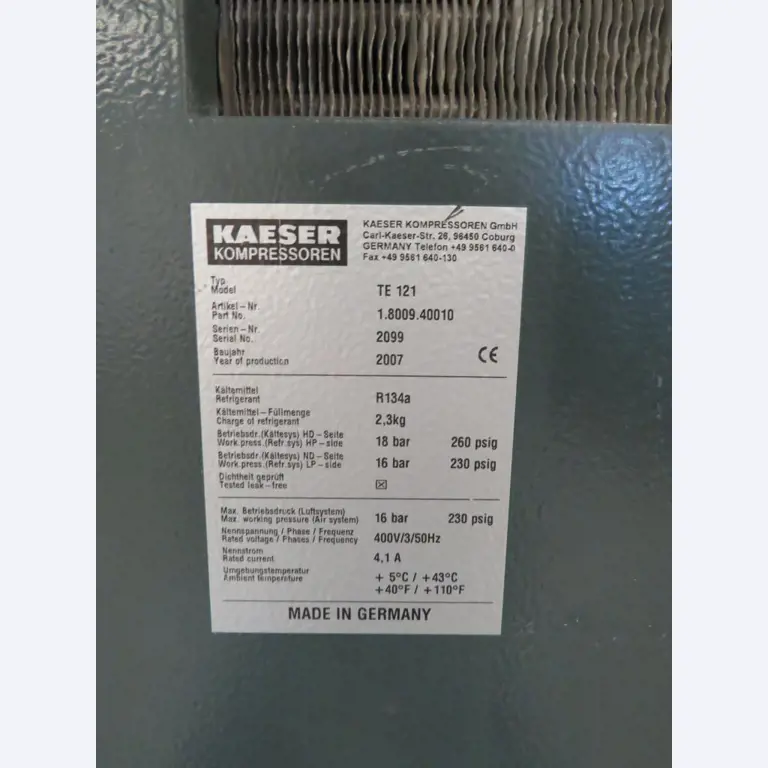 KAESER
KOMPRESSOREN
KAESER KOMPRESSOREN GmbH
Carl-Kaeser-Str. 26, 96450 Coburg
GERMANY Telefon +49 9561 640-0
Fax +49 9561 640-130
Typ
Model TE 121
Artikel-Nr.
Part No. 1.8009.40010
Serien-Nr.
Serial No. 2099
Baujahr
Year of production 2007 CE
Kältemittel
Refrigerant R134a
Kältemittel-Füllmenge
Charge of refrigerant 2,3kg
Betriebsdr.(Kältesys) HD-Seite
Work.press.(Refr.sys) HP-side 18 bar 260 psig
Betriebsdr.(Kältesys) ND-Seite
Work.press.(Refr.sys) LP-side 16 bar 230 psig
Dichtheit geprüft
Tested leak-free ☒
Max. Betriebsdruck (Luftsystem)
Max. working pressure (Air system) 16 bar 230 psig
Nennspannung / Phase / Frequenz
Rated voltage / Phases / Frequency 400V/3/50Hz
Nennstrom
Rated current 4,1 A
Umgebungstemperatur
Ambient temperature + 5°C / +43°C
+40°F / +110°F
MADE IN GERMANY